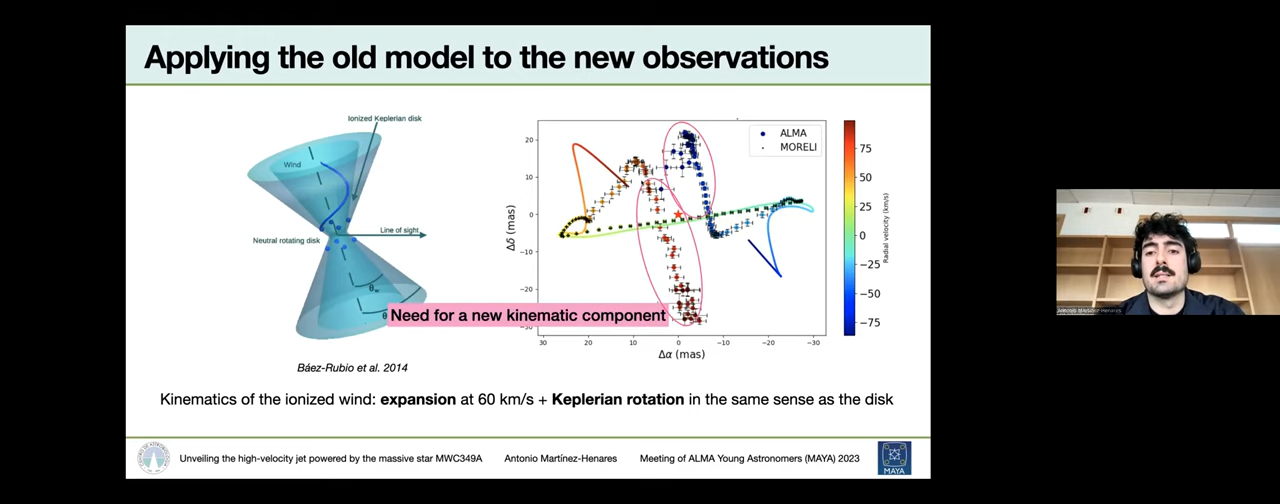 Applying the old model to the new observations
Ionized Keplerian disk
Wind
Line of sight
Neutral rotating disk
θw
θ
Báez-Rubio et al. 2014
ALMA
MORELI
20
10
0
−10
−20
Δδ (mas)
30
20
10
0
−10
−20
−30
Δα (mas)
75
50
25
0
−25
−50
−75
Radial velocity (km/s)
Need for a new kinematic component
Kinematics of the ionized wind: expansion at 60 km/s + Keplerian rotation in the same sense as the disk
Unveiling the high-velocity jet powered by the massive star MWC349A
Antonio Martínez-Henares
Meeting of ALMA Young Astronomers (MAYA) 2023
MAYA
Antonio Martínez-Henares